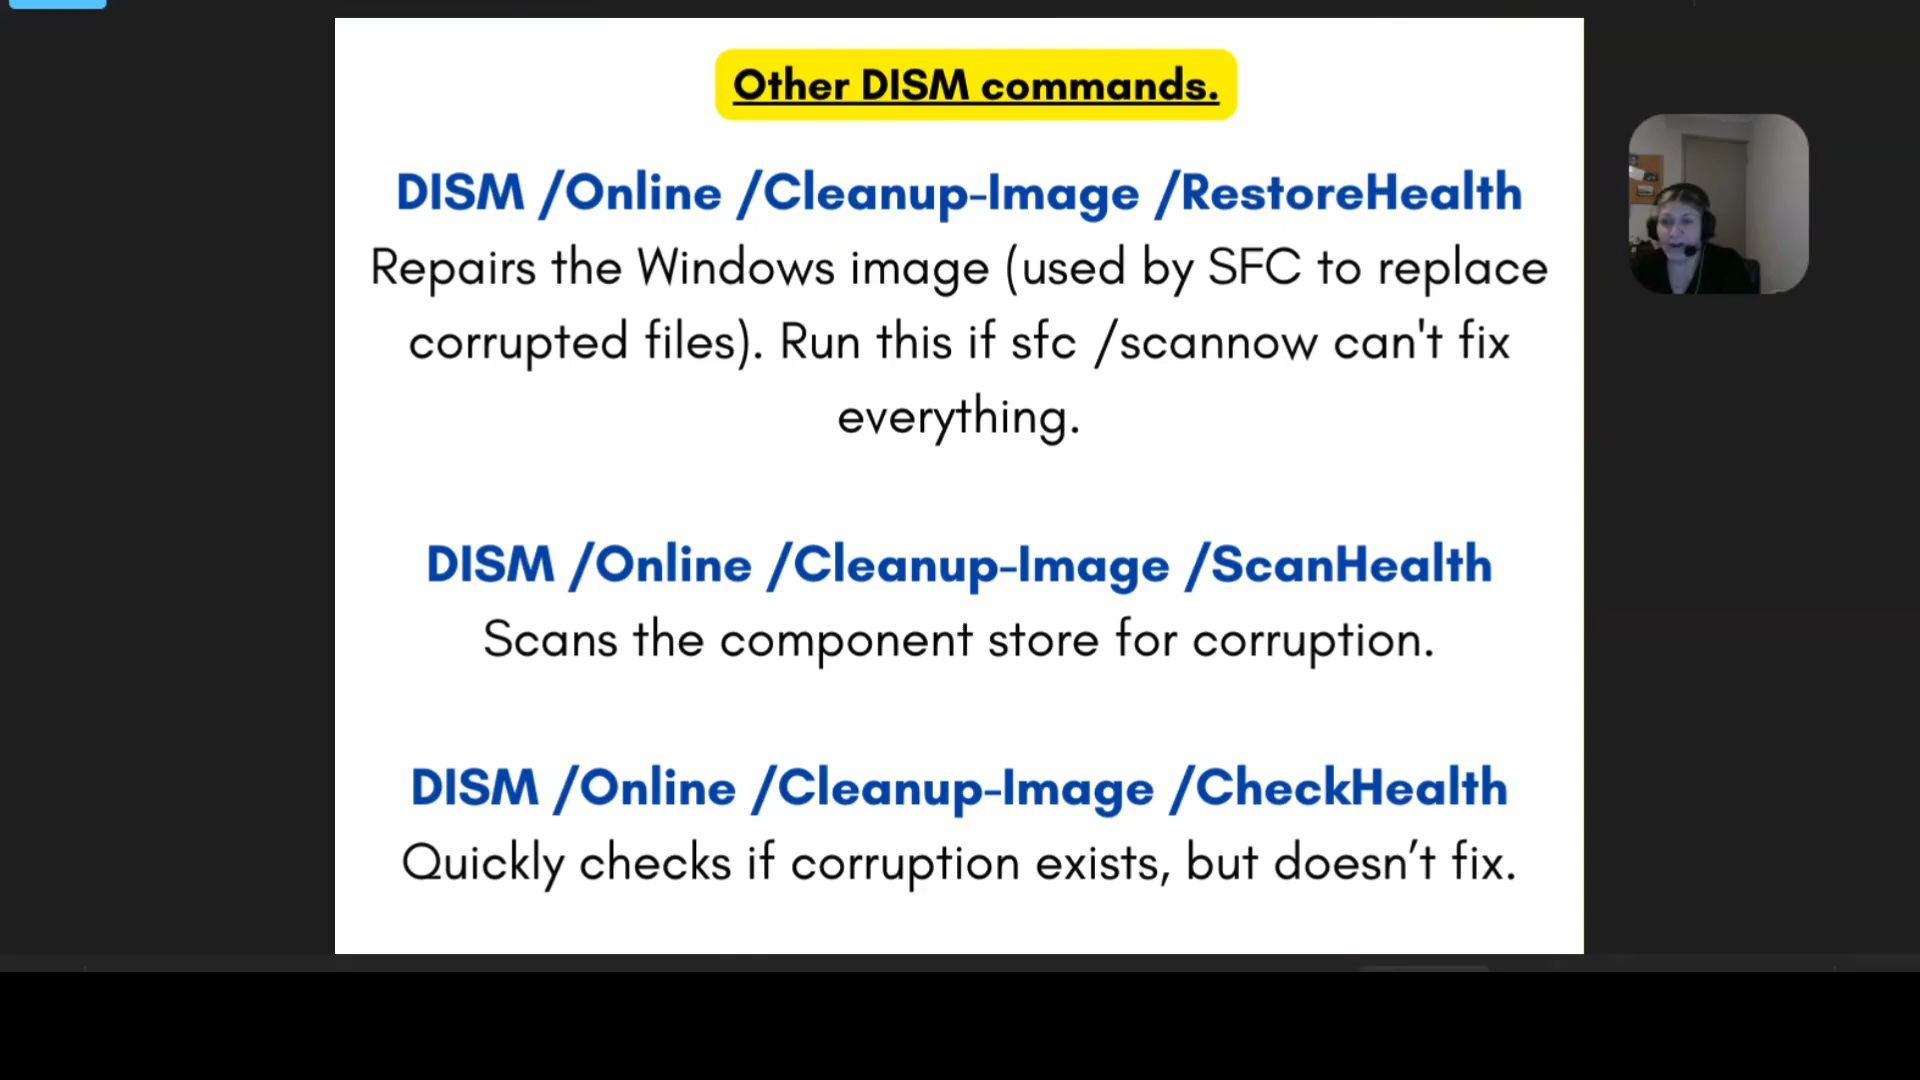 Other DISM commands.
DISM /Online /Cleanup-Image /RestoreHealth
Repairs the Windows image (used by SFC to replace
corrupted files). Run this if sfc /scannow can't fix
everything.
DISM /Online /Cleanup-Image /ScanHealth
Scans the component store for corruption.
DISM /Online /Cleanup-Image /CheckHealth
Quickly checks if corruption exists, but doesn’t fix.